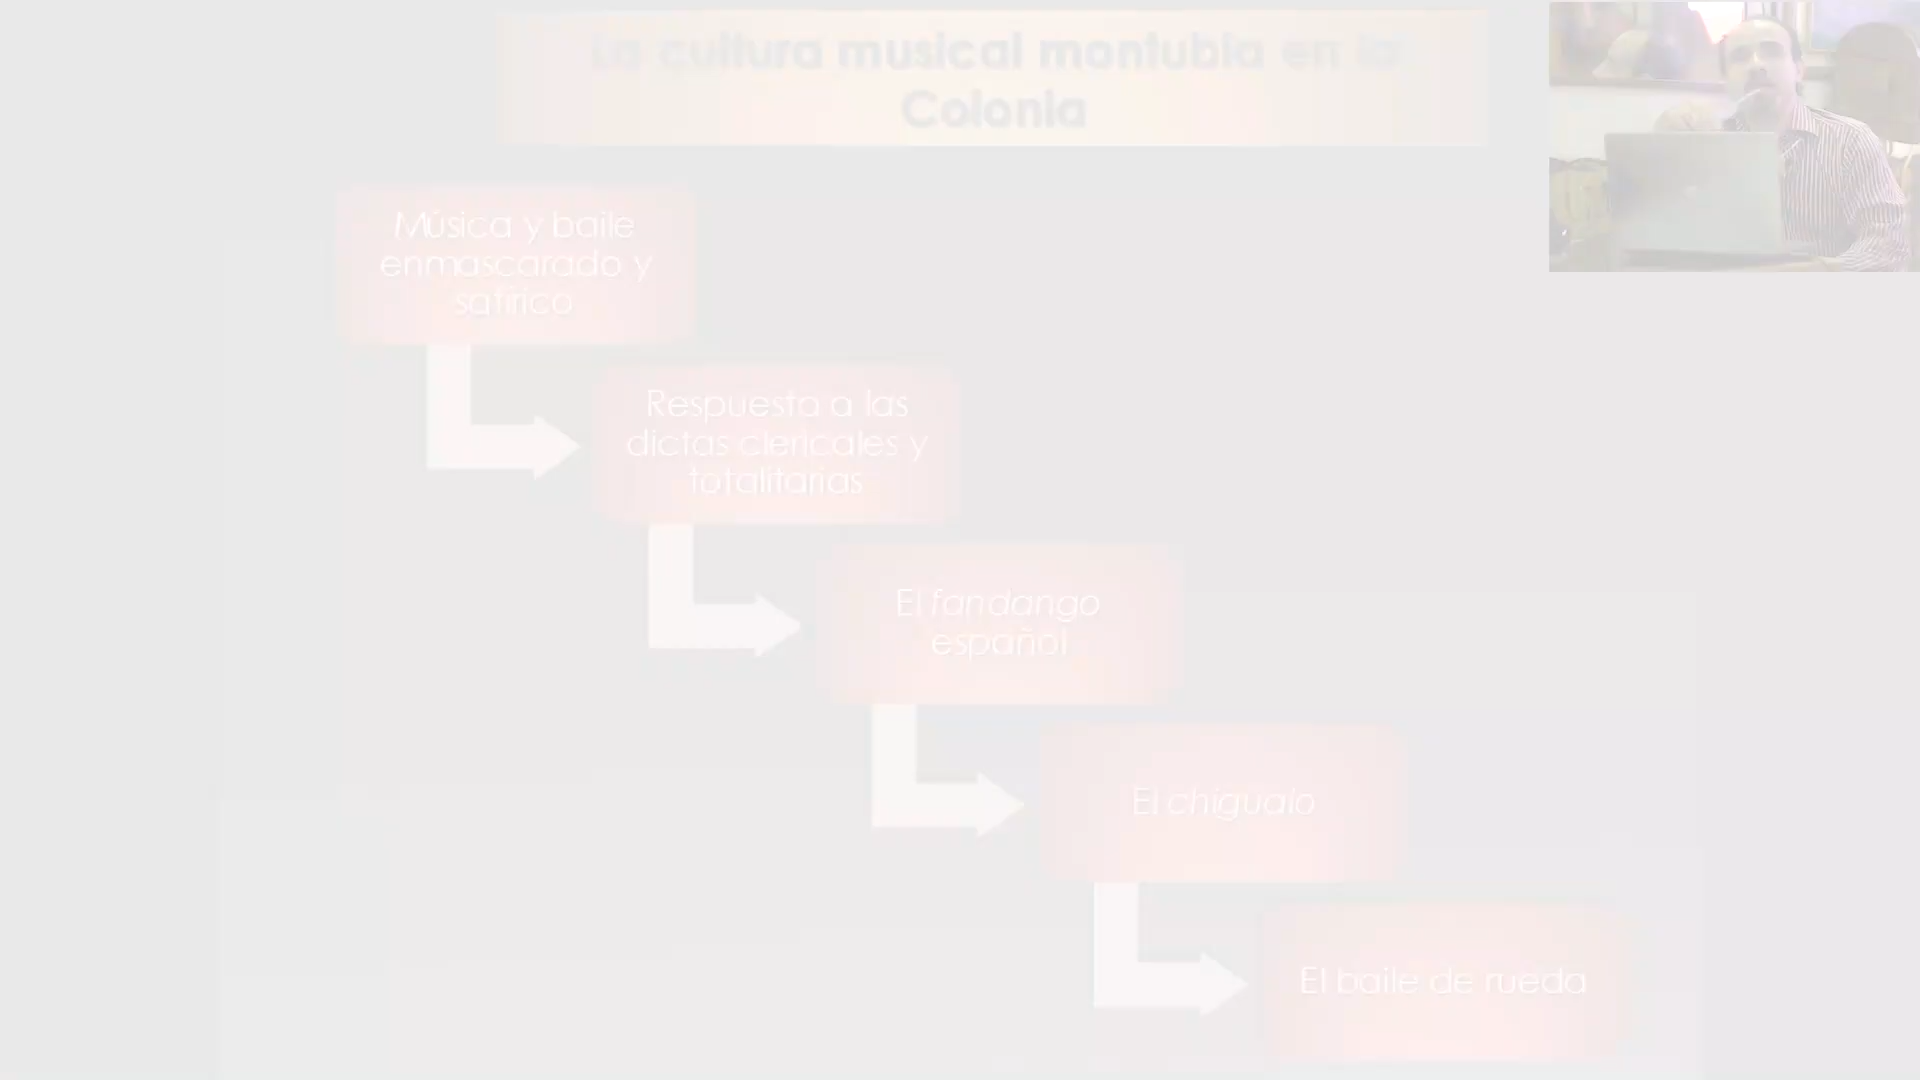 La cultura musical montubia en la
Colonia
Música y baile
enmascarado y
satírico
Respuesta a las
dictas clericales y
totalitarias
El fandango
español
El chigualo
El baile de rueda